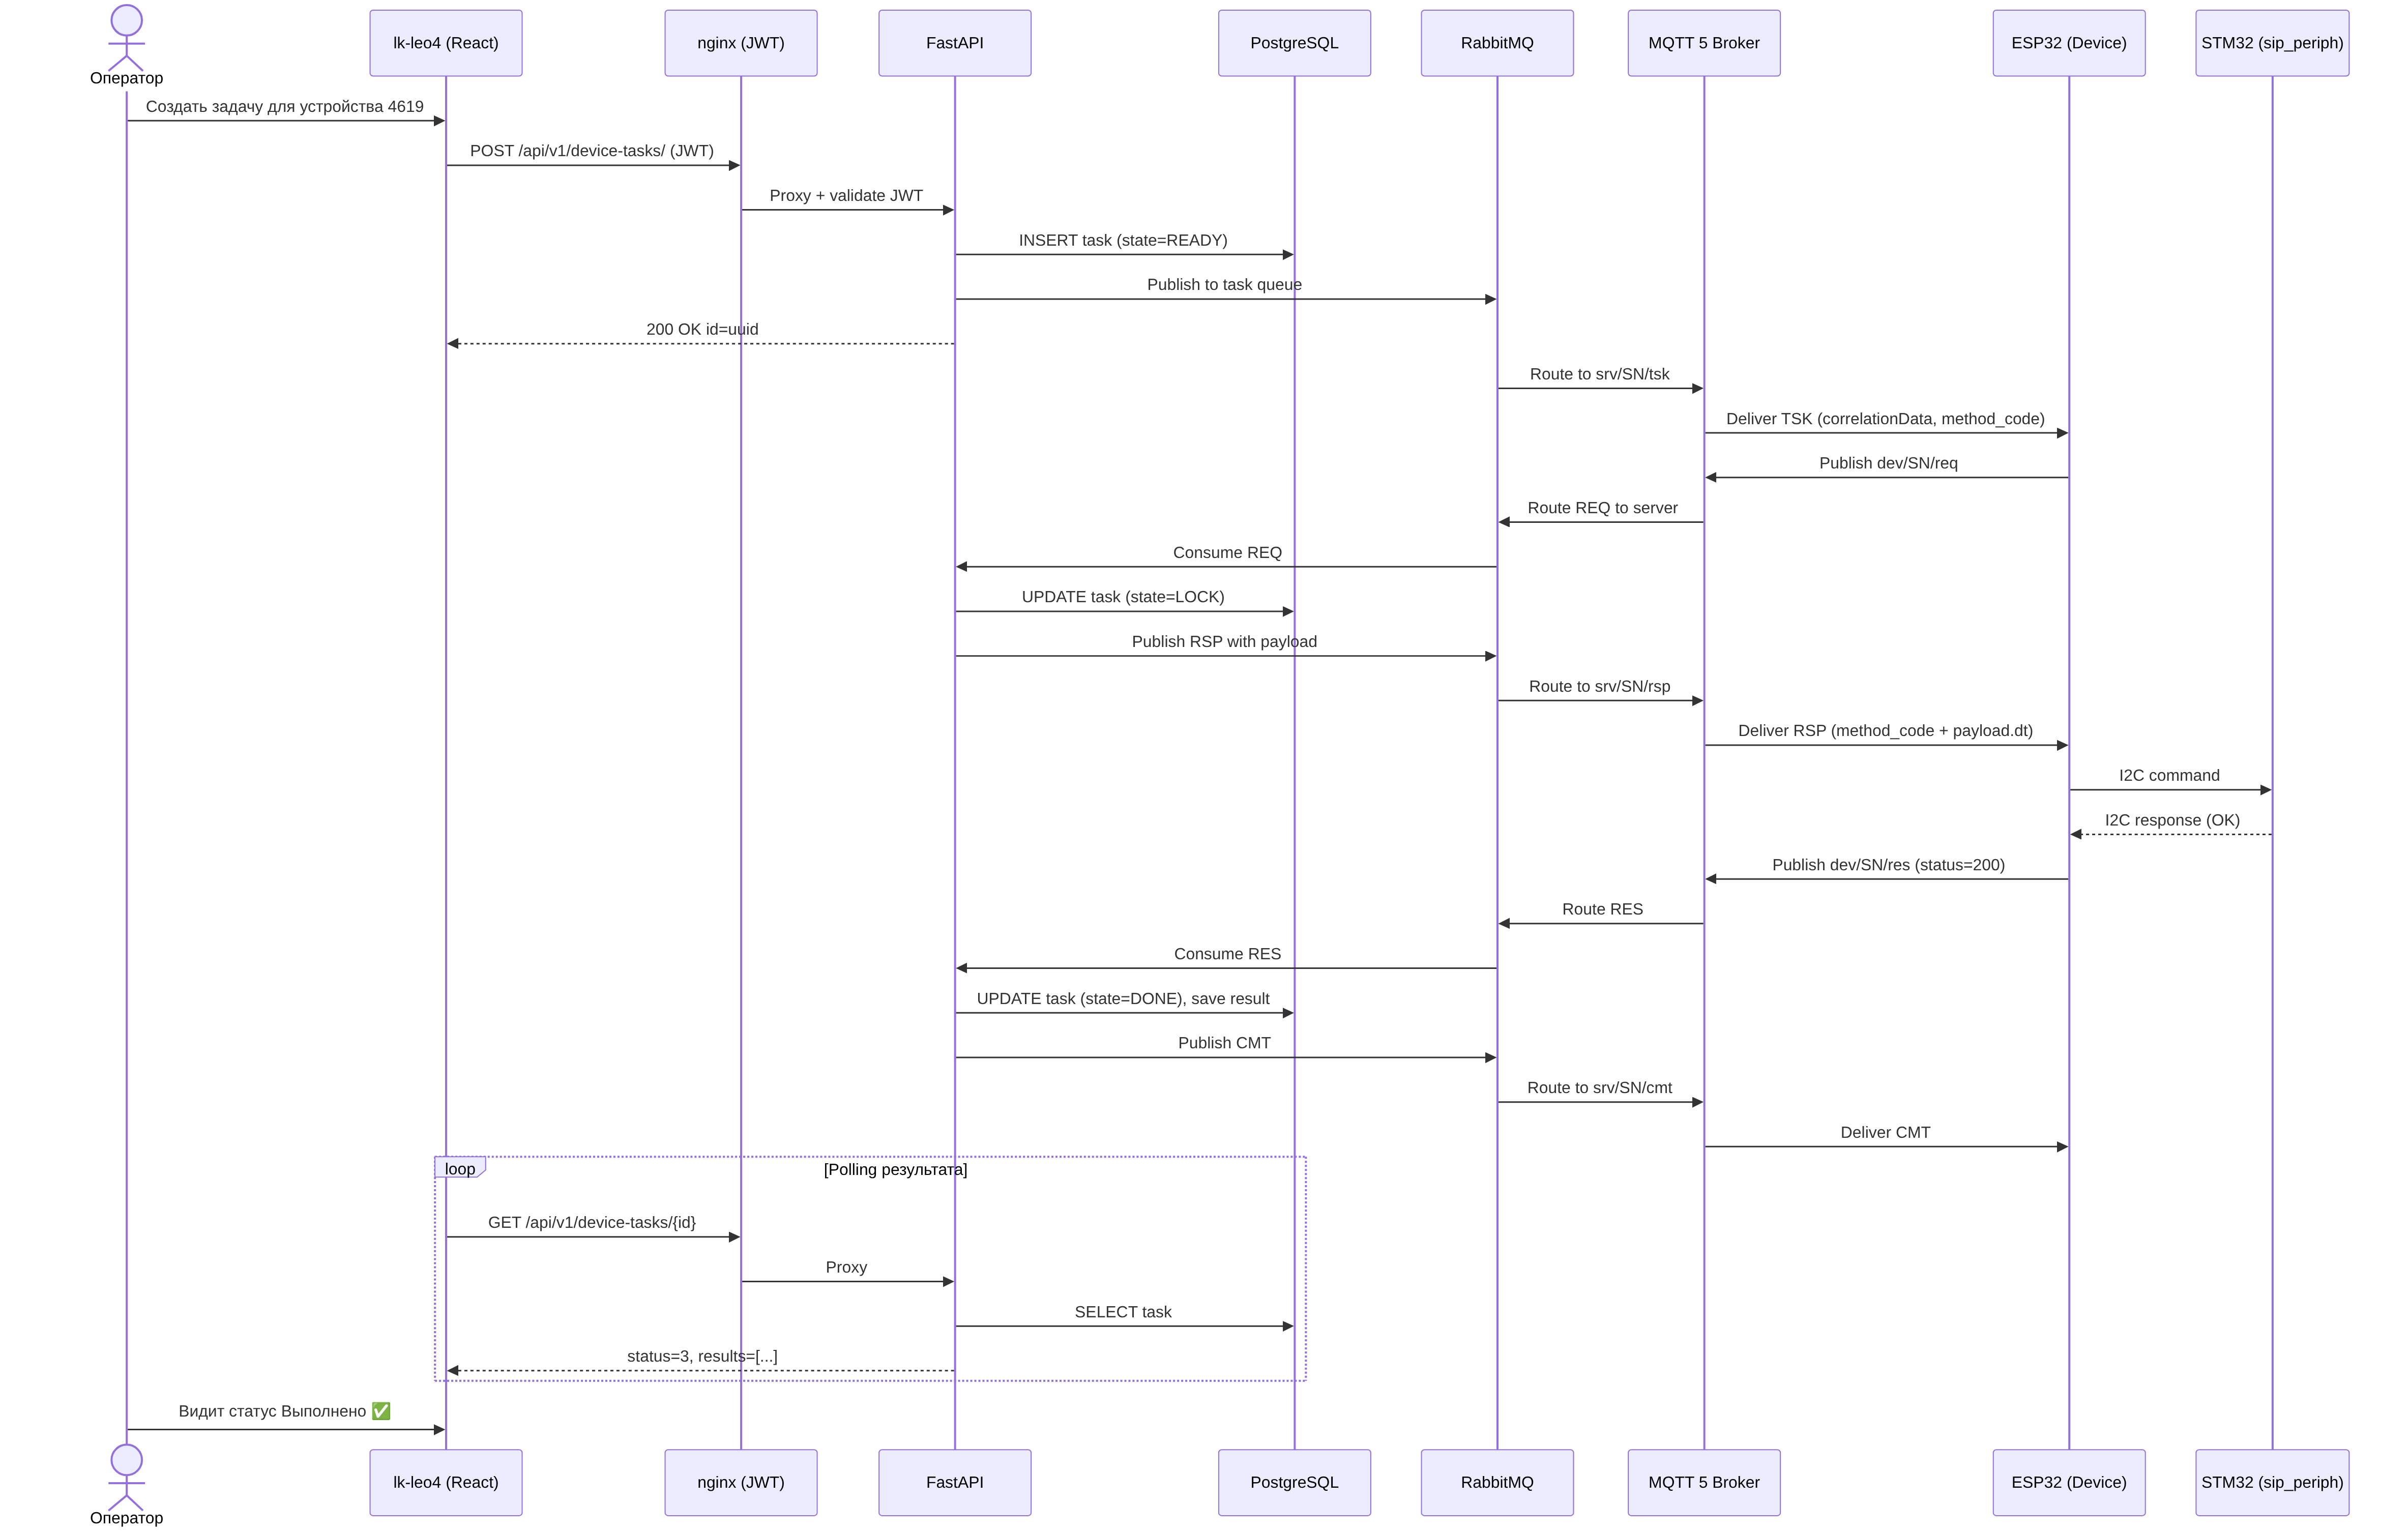 Оператор
lk-leo4 (React)
nginx (JWT)
FastAPI
PostgreSQL
RabbitMQ
MQTT 5 Broker
ESP32 (Device)
STM32 (sip_periph)
Создать задачу для устройства 4619
POST /api/v1/device-tasks/ (JWT)
Proxy + validate JWT
INSERT task (state=READY)
Publish to task queue
200 OK id=uuid
Route to srv/SN/tsk
Deliver TSK (correlationData, method_code)
Publish dev/SN/req
Route REQ to server
Consume REQ
UPDATE task (state=LOCK)
Publish RSP with payload
Route to srv/SN/rsp
Deliver RSP (method_code + payload.dt)
I2C command
I2C response (OK)
Publish dev/SN/res (status=200)
Route RES
Consume RES
UPDATE task (state=DONE), save result
Publish CMT
Route to srv/SN/cmt
Deliver CMT
loop
[Polling результата]
GET /api/v1/device-tasks/{id}
Proxy
SELECT task
status=3, results=[...]
Видит статус Выполнено ✅
Оператор
lk-leo4 (React)
nginx (JWT)
FastAPI
PostgreSQL
RabbitMQ
MQTT 5 Broker
ESP32 (Device)
STM32 (sip_periph)